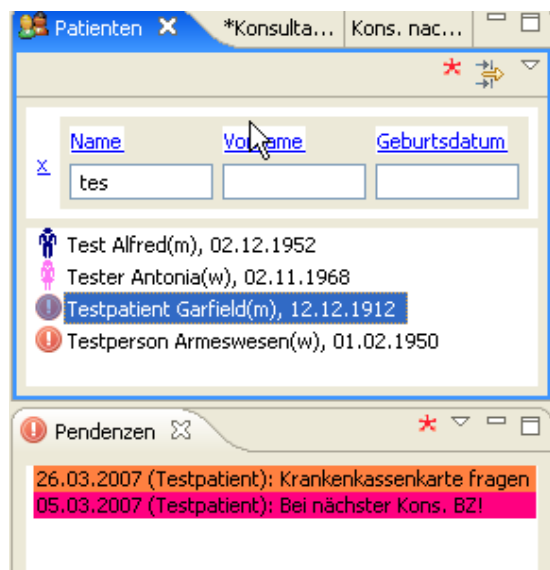 Patienten *Konsulta... Kons. nac...
Name Vorname Geburtsdatum
x
tes
Test Alfred(m), 02.12.1952
Tester Antonia(w), 02.11.1968
Testpatient Garfield(m), 12.12.1912
Testperson Armeswesen(w), 01.02.1950
Pendenzen
26.03.2007 (Testpatient): Krankenkassenkarte fragen
05.03.2007 (Testpatient): Bei nächster Kons. BZ!